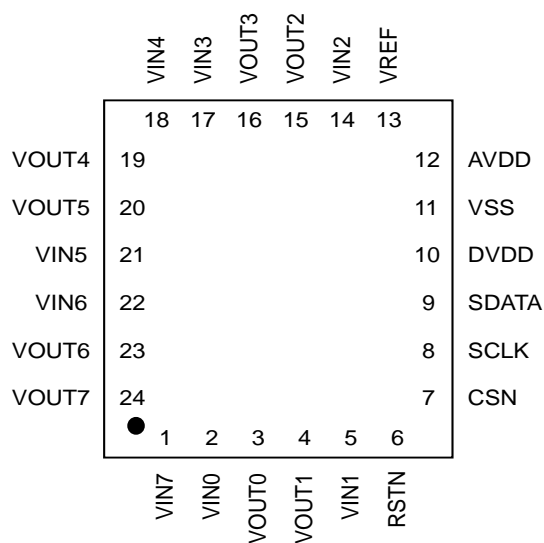 VIN4 VIN3 VOUT3 VOUT2 VIN2 VREF
18 17 16 15 14 13
VOUT4 19 12 AVDD
VOUT5 20 11 VSS
VIN5 21 10 DVDD
VIN6 22 9 SDATA
VOUT6 23 8 SCLK
VOUT7 24 7 CSN
1 2 3 4 5 6
VIN7 VIN0 VOUT0 VOUT1 VIN1 RSTN